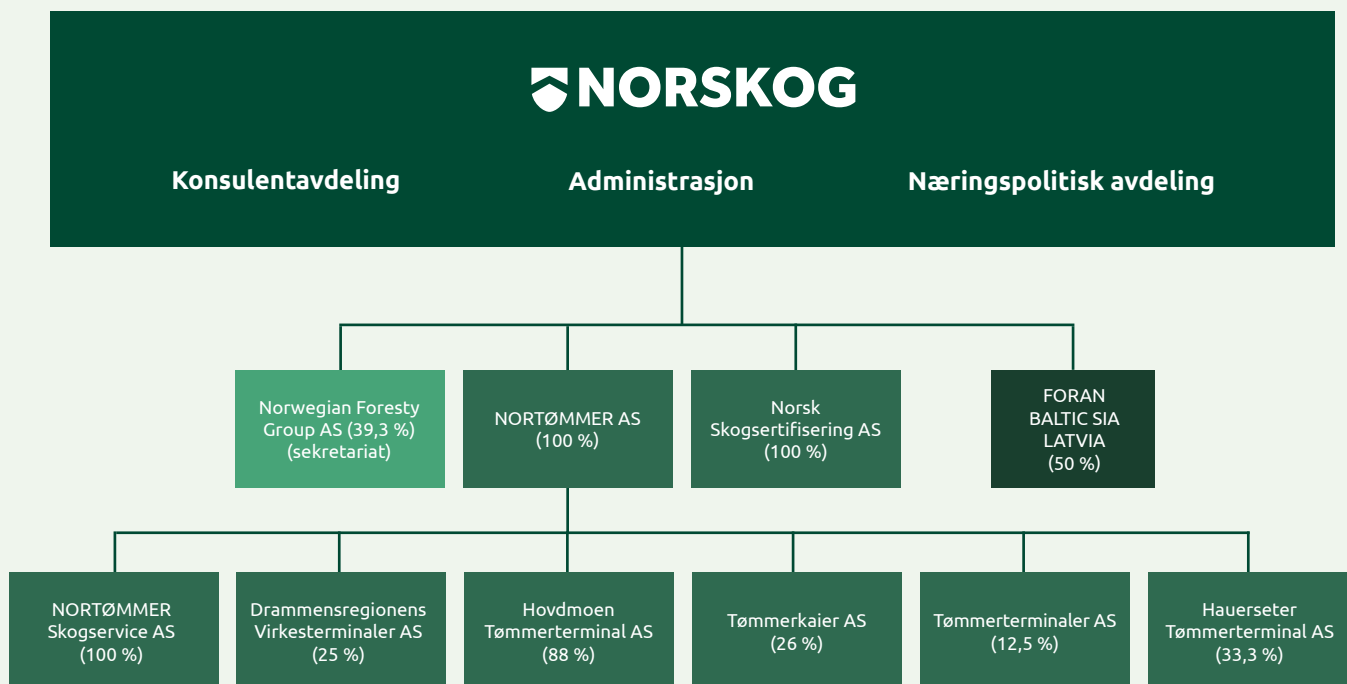 NORSKOG
Konsulentavdeling
Administrasjon
Næringspolitisk avdeling
Norwegian Foresty
Group AS (39,3 %)
(sekretariat)
NORTØMMER AS
(100 %)
Norsk
Skogsertifisering AS
(100 %)
FORAN
BALTIC SIA
LATVIA
(50 %)
NORTØMMER
Skogservice AS
(100 %)
Drammensregionens
Virkesterminaler AS
(25 %)
Hovdmoen
Tømmerterminal AS
(88 %)
Tømmerkaier AS
(26 %)
Tømmerterminaler AS
(12,5 %)
Hauerseter
Tømmerterminal AS
(33,3 %)